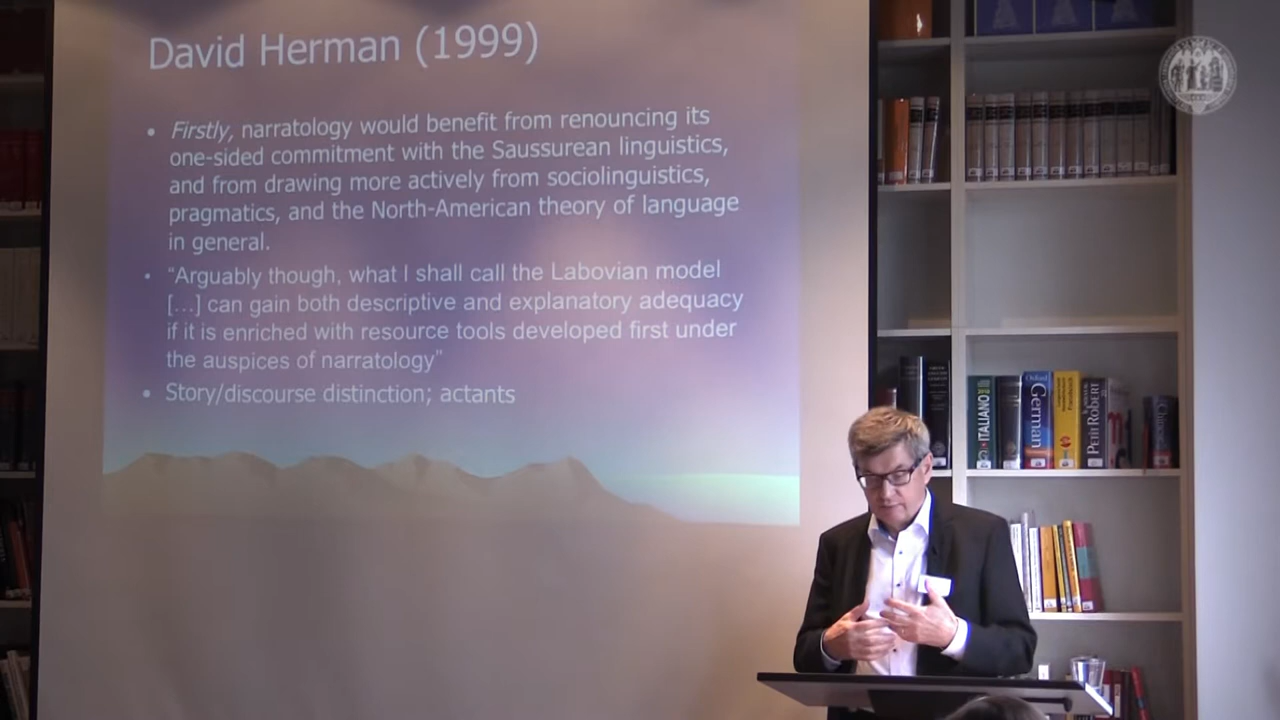 David Herman (1999)
• Firstly, narratology would benefit from renouncing its
one-sided commitment with the Saussurean linguistics,
and from drawing more actively from sociolinguistics,
pragmatics, and the North-American theory of language
in general.
• “Arguably though, what I shall call the Labovian model
[…] can gain both descriptive and explanatory adequacy
if it is enriched with resource tools developed first under
the auspices of narratology”
• Story/discourse distinction; actants
ITALIANO
Oxford
German
PETIT ROBERT